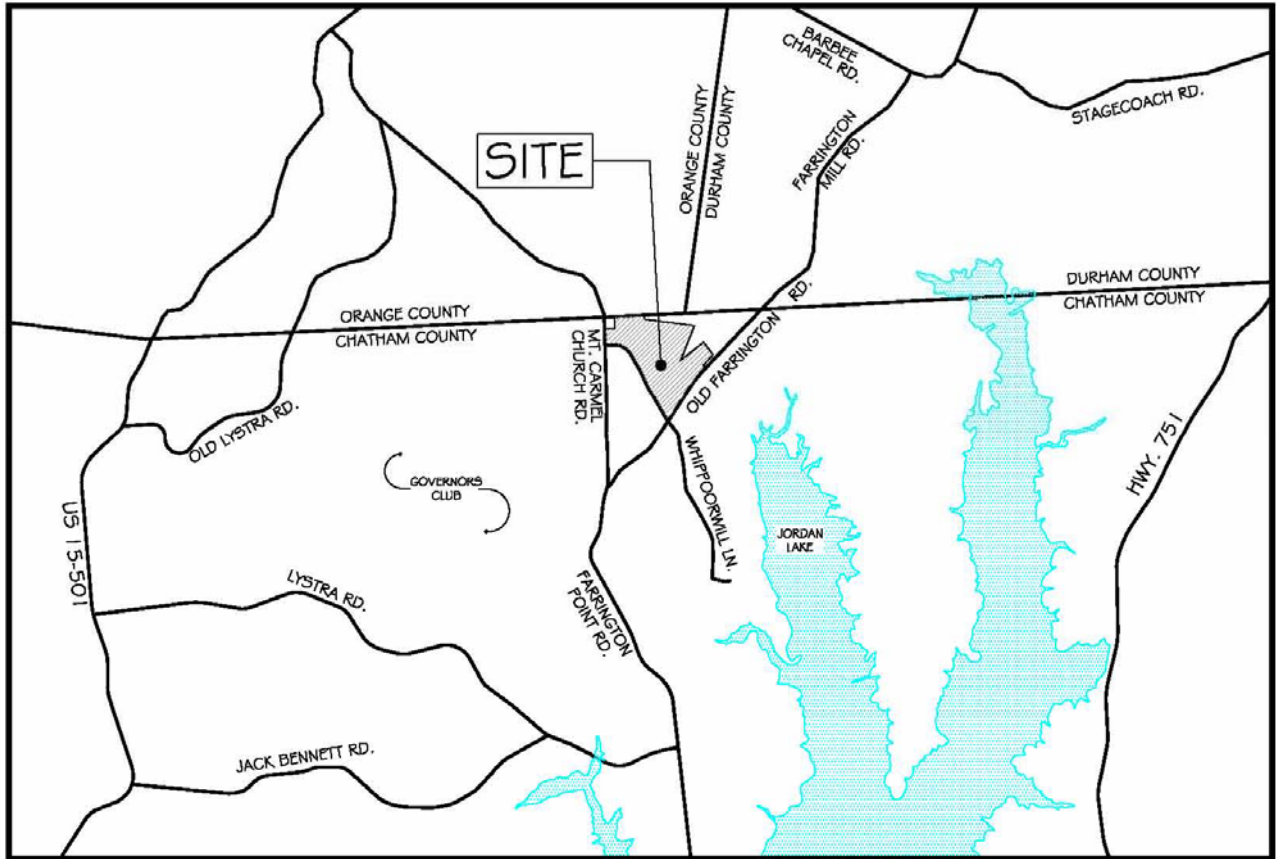 BARBEE
CHAPEL RD.
STAGECOACH RD.
ORANGE COUNTY
DURHAM COUNTY
FARRINGTON
MILL RD.
SITE
DURHAM COUNTY
CHATHAM COUNTY
ORANGE COUNTY
CHATHAM COUNTY
MT. CARMEL
CHURCH RD.
OLD FARRINGTON RD.
OLD LYSTRA RD.
GOVERNORS
CLUB
WHIPPOORWILL LN.
HWY. 751
US 15-501
JORDAN
LAKE
LYSTRA RD.
FARRINGTON
POINT RD.
JACK BENNETT RD.